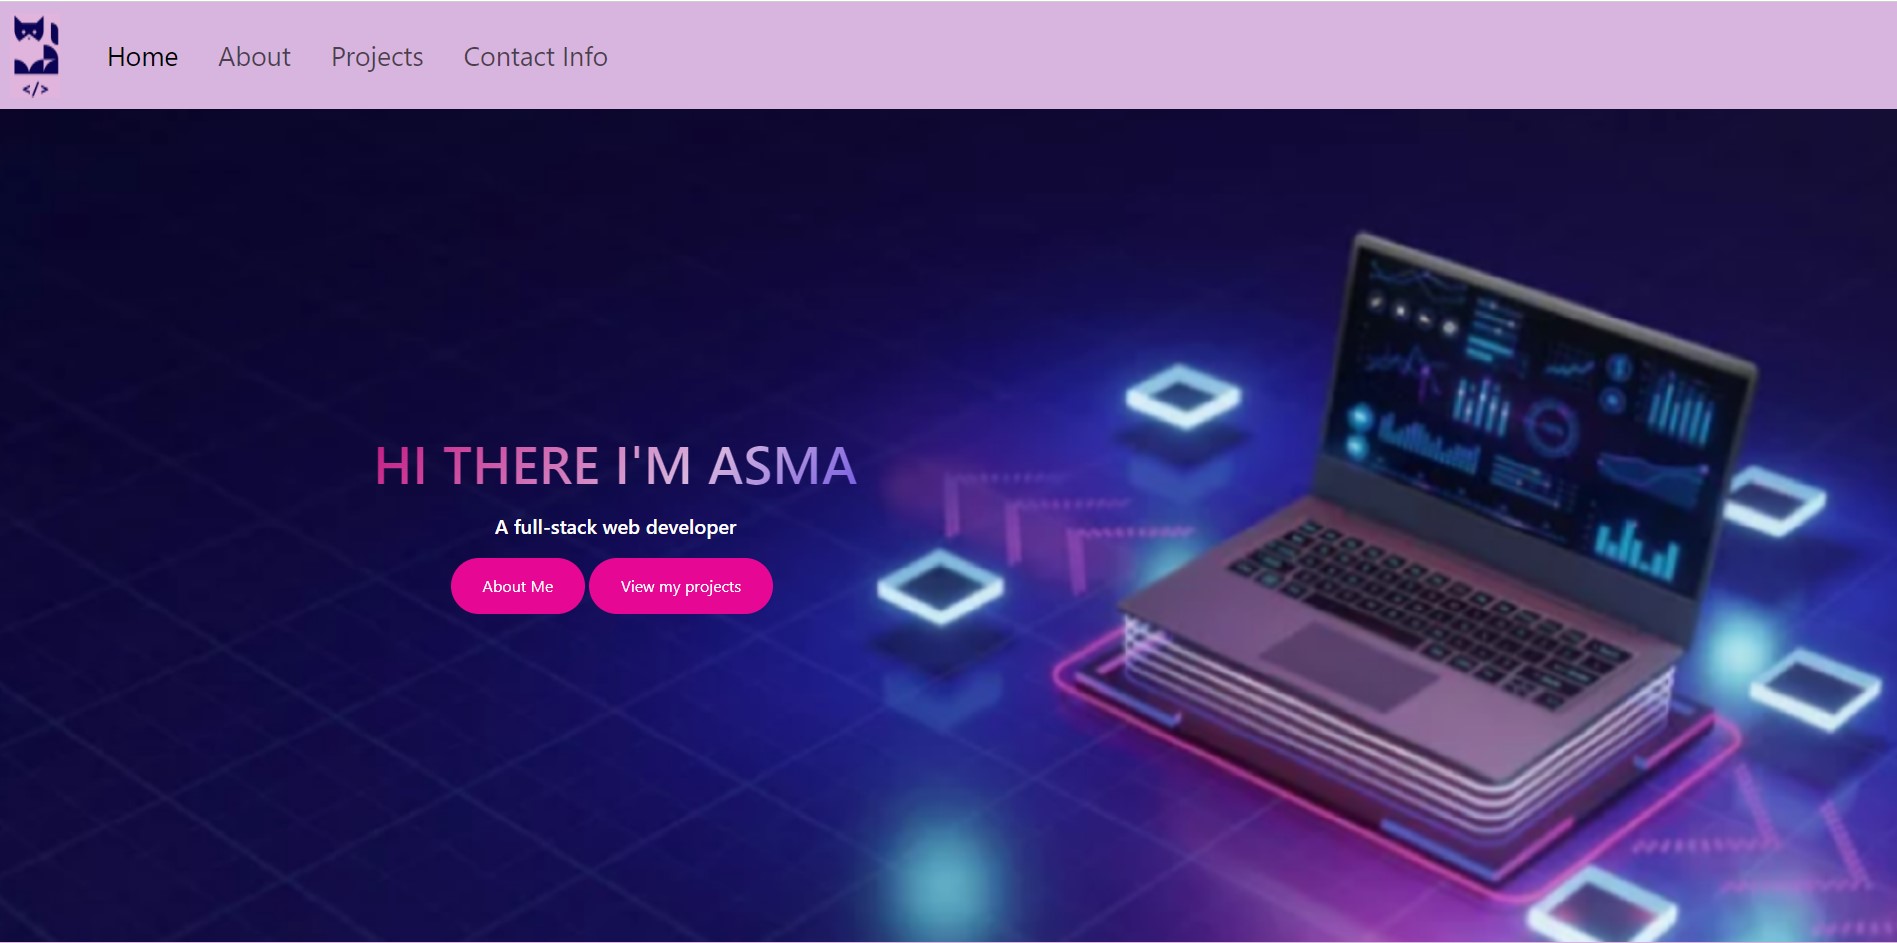 </>
Home About Projects Contact Info
HI THERE I'M ASMA
A full-stack web developer
About Me View my projects